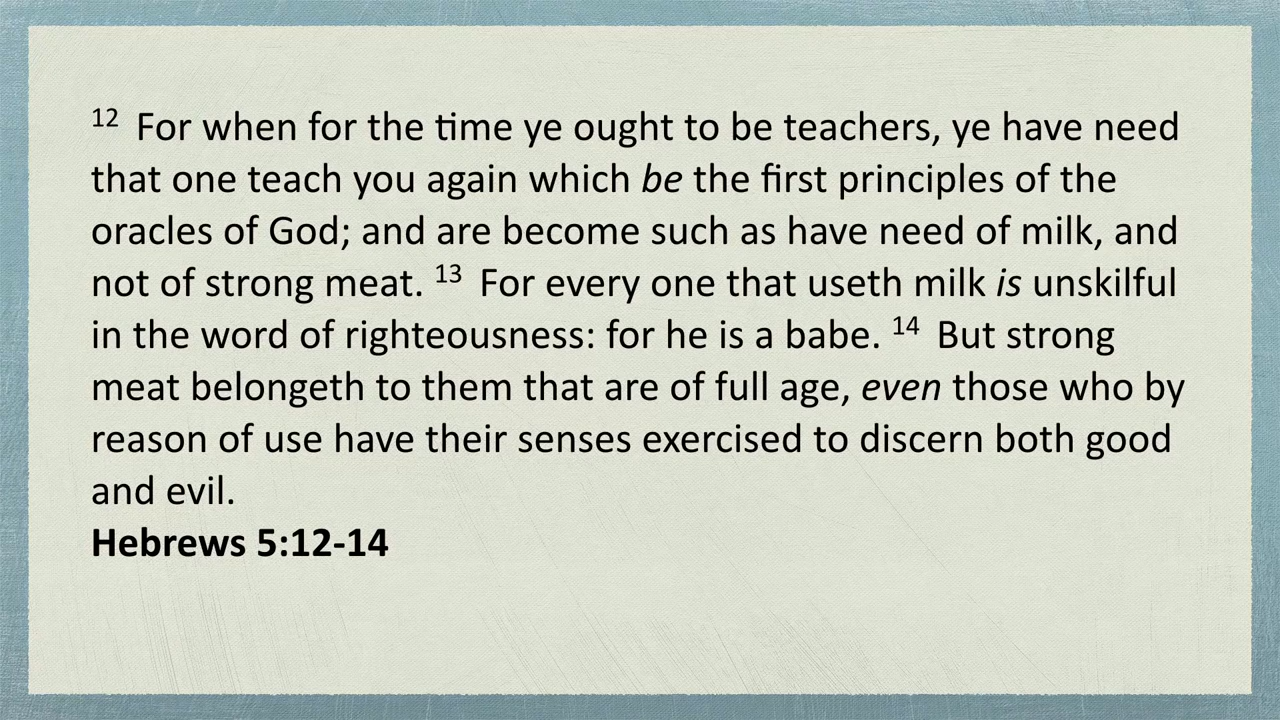 12 For when for the time ye ought to be teachers, ye have need
that one teach you again which be the first principles of the
oracles of God; and are become such as have need of milk, and
not of strong meat. 13 For every one that useth milk is unskilful
in the word of righteousness: for he is a babe. 14 But strong
meat belongeth to them that are of full age, even those who by
reason of use have their senses exercised to discern both good
and evil.
Hebrews 5:12-14